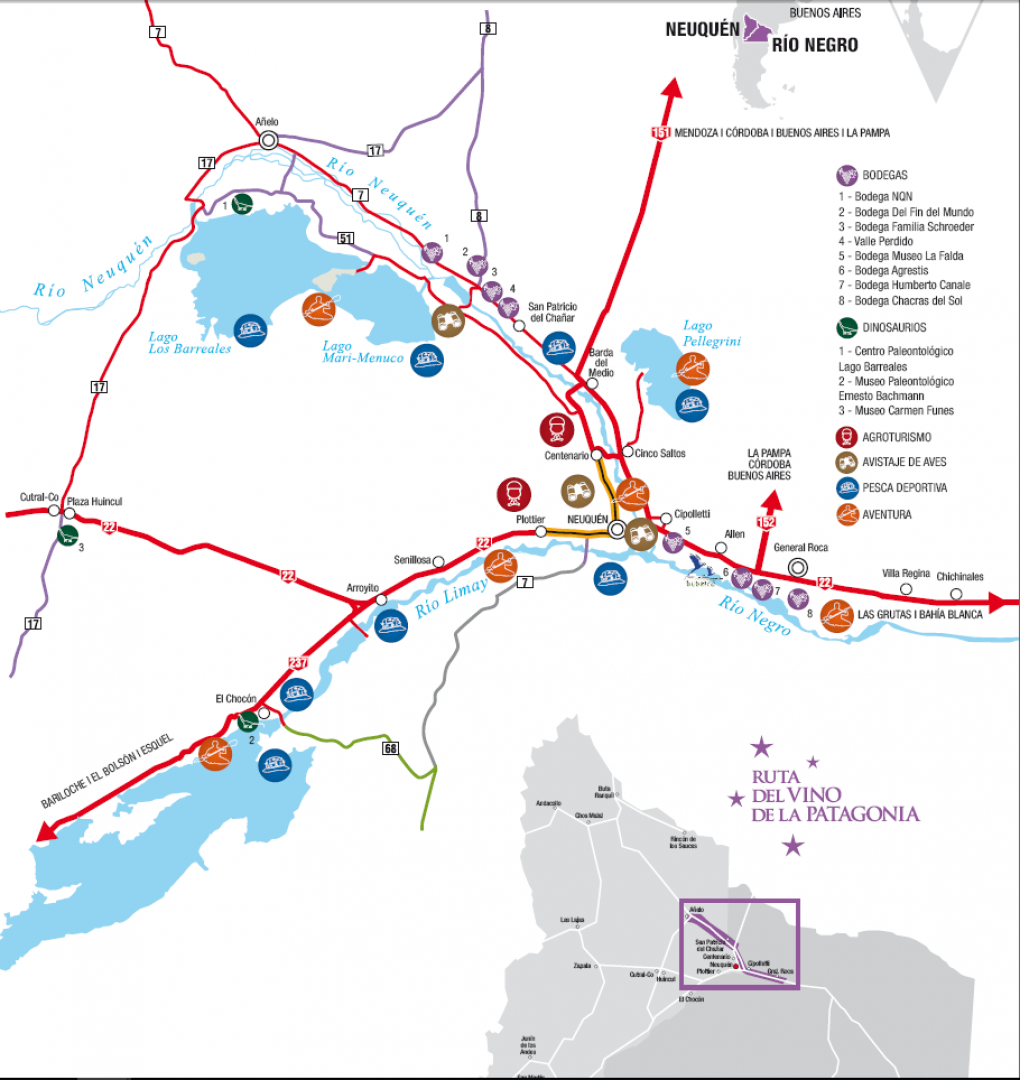 BUENOS AIRES
NEUQUÉN
RÍO NEGRO
7
8
151 MENDOZA I CÓRDOBA I BUENOS AIRES I LA PAMPA
Añelo
17
17
Río Neuquén
7
8
51
1
Río Neuquén
1
2
3
4
San Patricio
del Chañar
Lago
Los Barreales
Lago
Mari-Menuco
Lago
Pellegrini
Barda
del
Medio
BODEGAS
1 - Bodega NQN
2 - Bodega Del Fin del Mundo
3 - Bodega Familia Schroeder
4 - Valle Perdido
5 - Bodega Museo La Falda
6 - Bodega Agrestis
7 - Bodega Humberto Canale
8 - Bodega Chacras del Sol
DINOSAURIOS
1 - Centro Paleontológico
Lago Barreales
2 - Museo Paleontológico
Ernesto Bachmann
3 - Museo Carmen Funes
AGROTURISMO
AVISTAJE DE AVES
PESCA DEPORTIVA
AVENTURA
17
Centenario
Cinco Saltos
LA PAMPA
CÓRDOBA
BUENOS AIRES
152
Cutral-Co
Plaza Huincul
22
3
Plottier
NEUQUÉN
Cipolletti
5
Allen
General Roca
22
Senillosa
22
Arroyito
Río Limay
7
6
7
8
22
Villa Regina
Chichinales
Río Negro
LAS GRUTAS I BAHÍA BLANCA
17
237
El Chocón
2
68
BARILOCHE I EL BOLSÓN I ESQUEL
RUTA
DEL VINO
DE LA PATAGONIA
Buta
Ranquil
Andacollo
Chos Malal
Rincón de
los Sauces
Añelo
Las Lajas
San Patricio
del Chañar
Centenario
Neuquén
Cipolletti
Plottier
Gral. Roca
Zapala
Cutral-Co
Huincul
El Chocón
Junín
de los
Andes